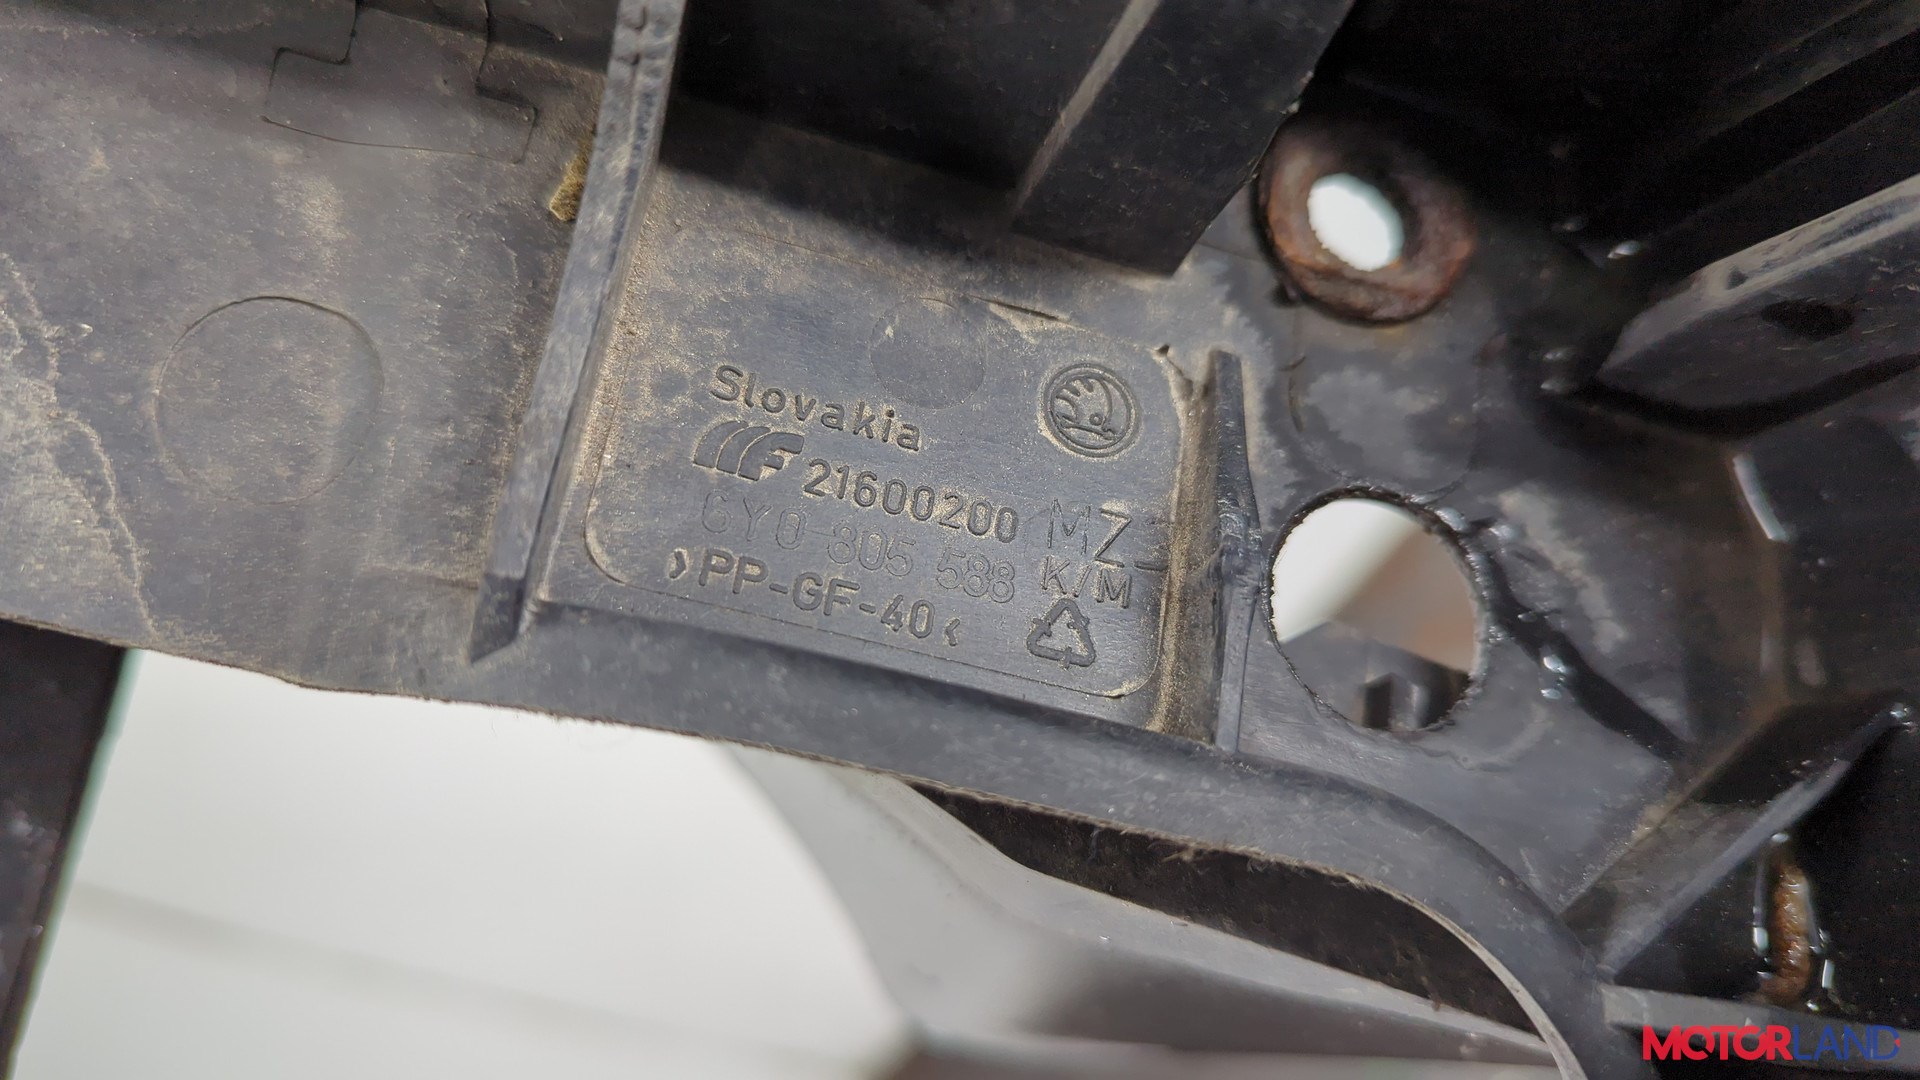 Slovakia
21600200 MZ
6Y0 805 588 K/M
>PP-GF-40<
MOTORLAND